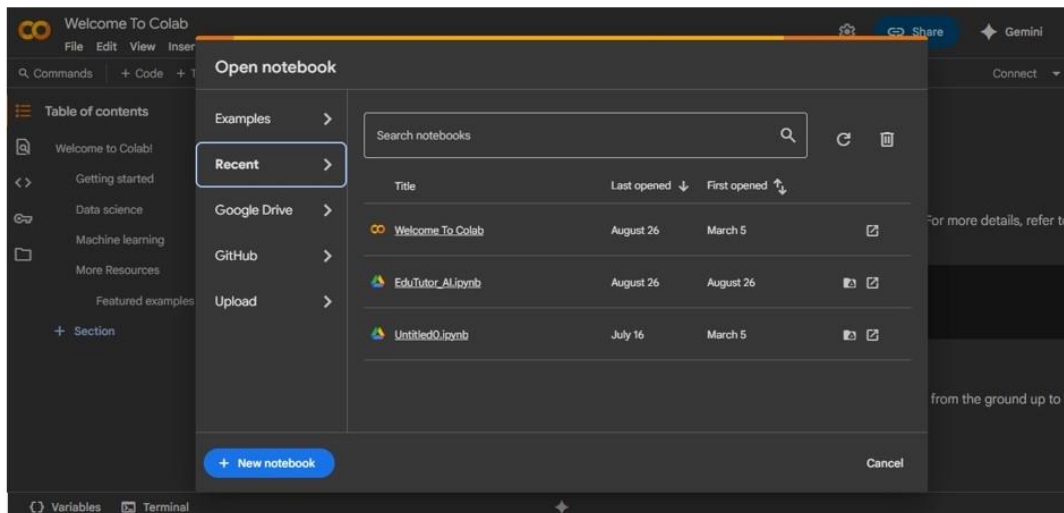 Welcome To Colab
File Edit View Inser
Share
Gemini
Commands + Code + T
Connect
Table of contents
Welcome to Colab!
Getting started
Data science
Machine learning
More Resources
Featured examples
+ Section
Open notebook
Examples
Recent
Google Drive
GitHub
Upload
Search notebooks
Title Last opened First opened
Welcome To Colab August 26 March 5
EduTutor_AI.ipynb August 26 August 26
Untitled0.ipynb July 16 March 5
For more details, refer to
from the ground up to
+ New notebook
Cancel
Variables Terminal